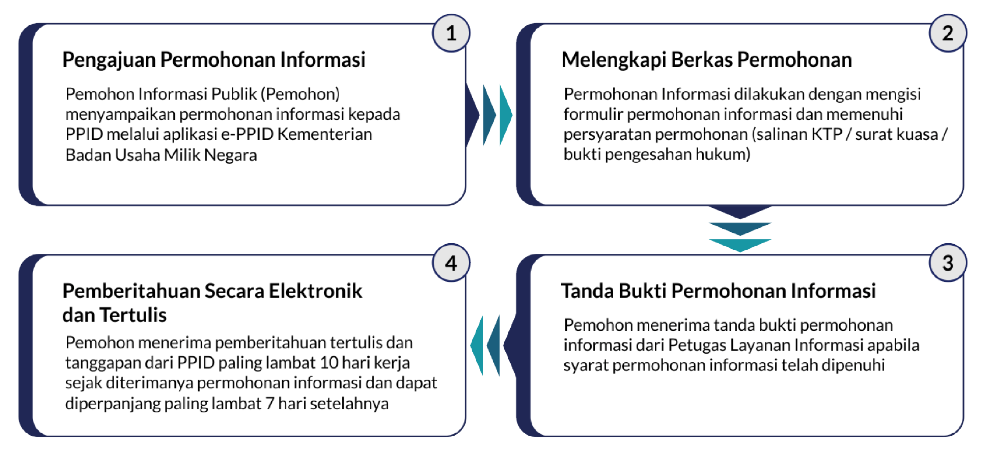 1
Pengajuan Permohonan Informasi
Pemohon Informasi Publik (Pemohon)
menyampaikan permohonan informasi kepada
PPID melalui aplikasi e-PPID Kementerian
Badan Usaha Milik Negara
2
Melengkapi Berkas Permohonan
Permohonan Informasi dilakukan dengan mengisi
formulir permohonan informasi dan memenuhi
persyaratan permohonan (salinan KTP / surat kuasa /
bukti pengesahan hukum)
3
Tanda Bukti Permohonan Informasi
Pemohon menerima tanda bukti permohonan
informasi dari Petugas Layanan Informasi apabila
syarat permohonan informasi telah dipenuhi
4
Pemberitahuan Secara Elektronik
dan Tertulis
Pemohon menerima pemberitahuan tertulis dan
tanggapan dari PPID paling lambat 10 hari kerja
sejak diterimanya permohonan informasi dan dapat
diperpanjang paling lambat 7 hari setelahnya